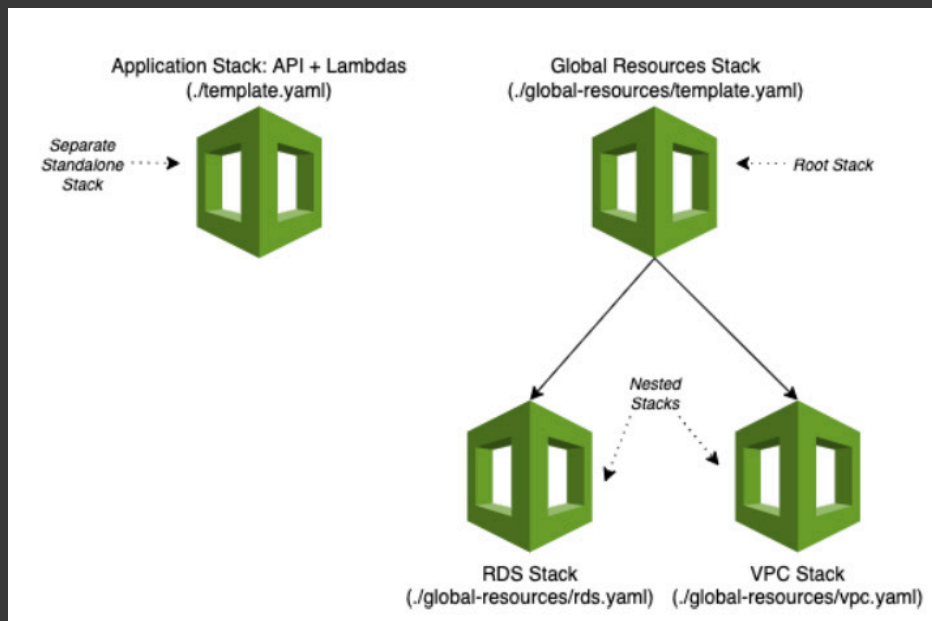 Application Stack: API + Lambdas
(./template.yaml)
Global Resources Stack
(./global-resources/template.yaml)
Separate
Standalone
Stack
Root Stack
Nested
Stacks
RDS Stack
(./global-resources/rds.yaml)
VPC Stack
(./global-resources/vpc.yaml)